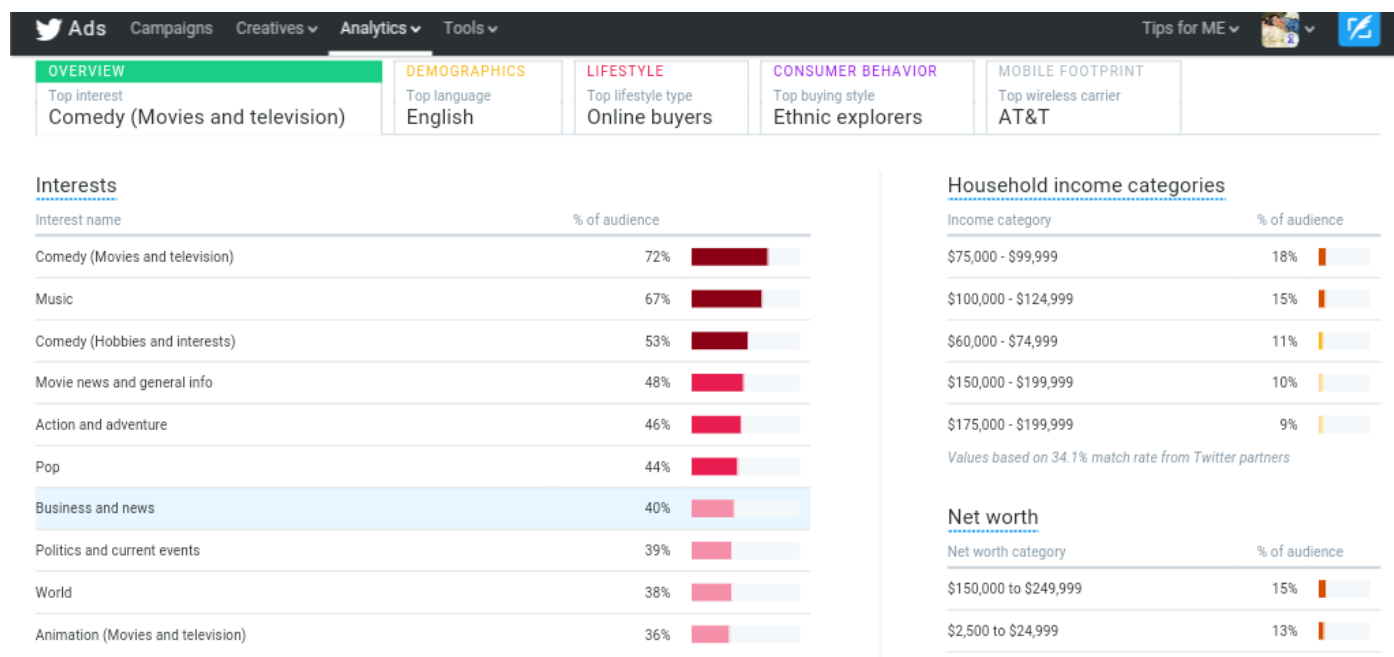 Ads Campaigns Creatives Analytics Tools Tips for ME
OVERVIEW
Top interest
Comedy (Movies and television)
DEMOGRAPHICS
Top language
English
LIFESTYLE
Top lifestyle type
Online buyers
CONSUMER BEHAVIOR
Top buying style
Ethnic explorers
MOBILE FOOTPRINT
Top wireless carrier
AT&T
Interests
Interest name % of audience
Comedy (Movies and television) 72%
Music 67%
Comedy (Hobbies and interests) 53%
Movie news and general info 48%
Action and adventure 46%
Pop 44%
Business and news 40%
Politics and current events 39%
World 38%
Animation (Movies and television) 36%
Household income categories
Income category % of audience
$75,000 - $99,999 18%
$100,000 - $124,999 15%
$60,000 - $74,999 11%
$150,000 - $199,999 10%
$175,000 - $199,999 9%
Values based on 34.1% match rate from Twitter partners
Net worth
Net worth category % of audience
$150,000 to $249,999 15%
$2,500 to $24,999 13%